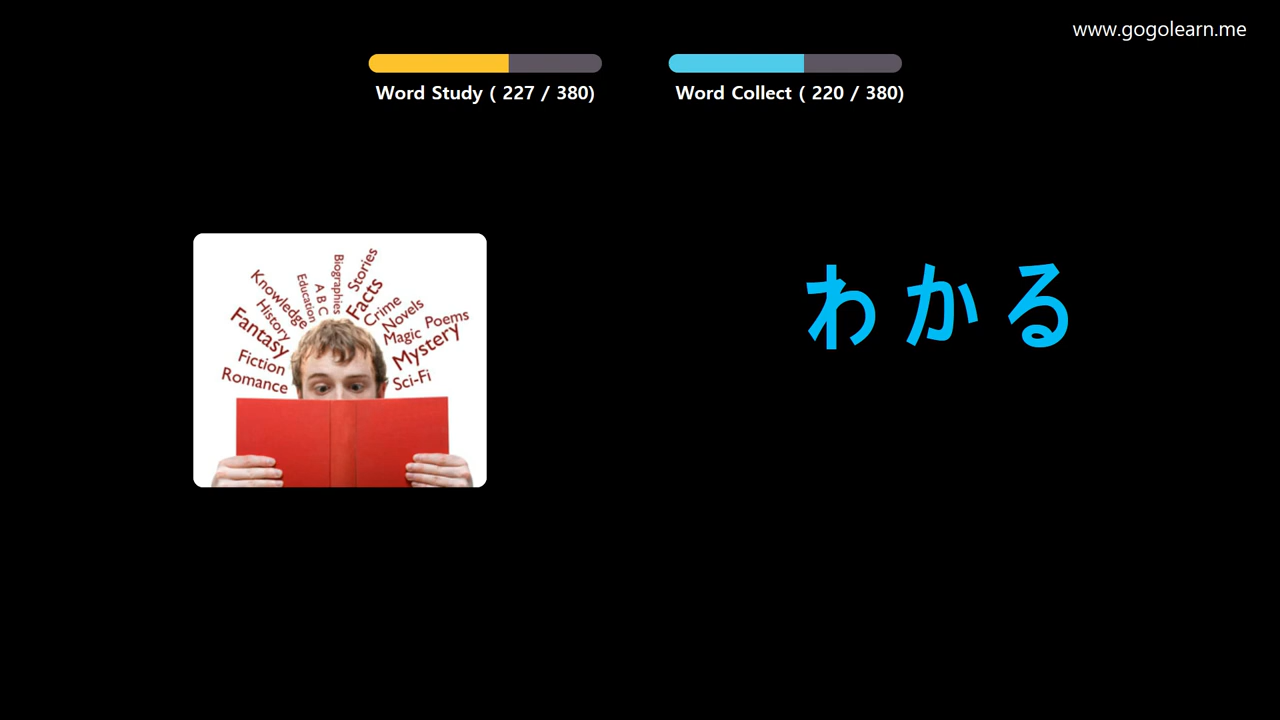 www.gogolearn.me
Word Study ( 227 / 380)
Word Collect ( 220 / 380)
Knowledge
History
Fantasy
Fiction
Romance
Education
A B C
Biographies
Stories
Facts
Crime
Novels
Magic
Poems
Mystery
Sci-Fi
わかる